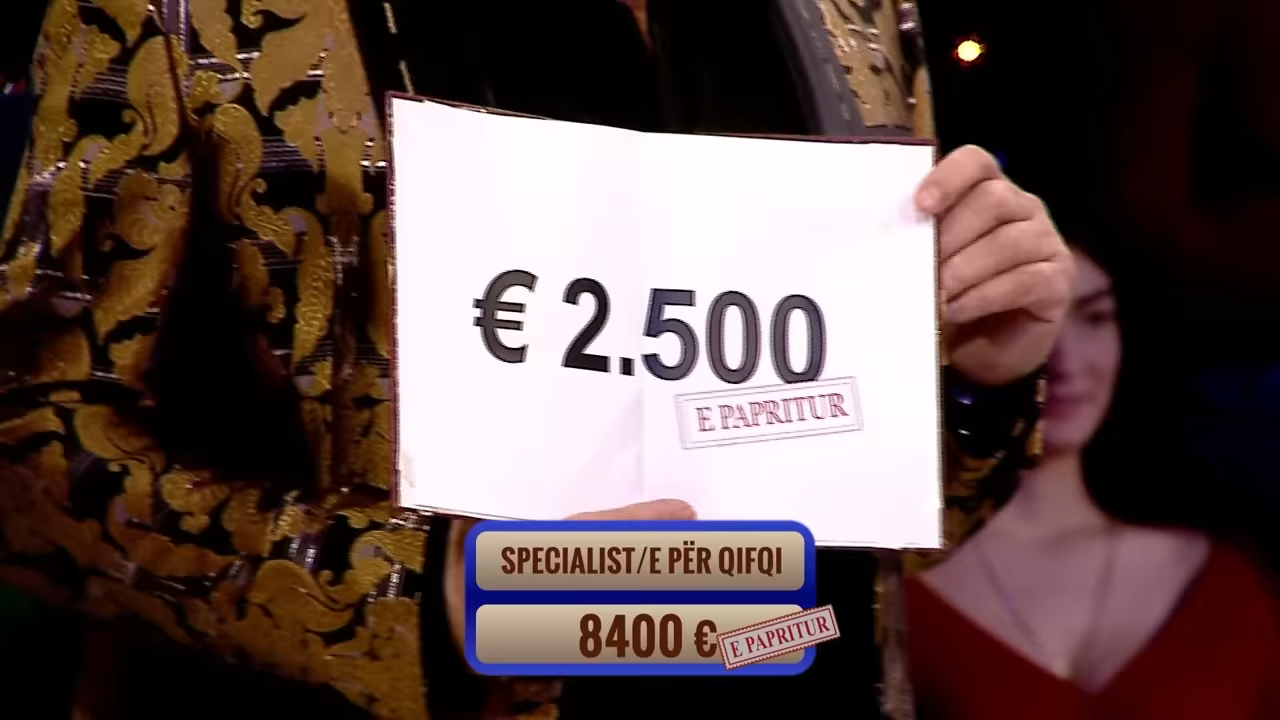 € 2.500
E PAPRITUR
SPECIALIST/E PËR QIFQI
8400 €
E PAPRITUR